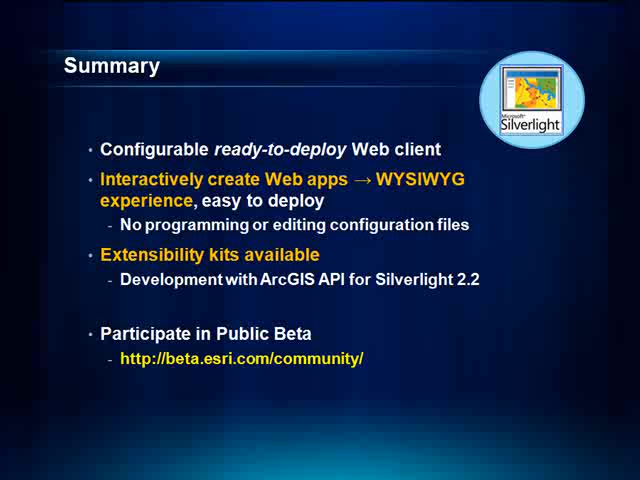 Summary
Microsoft®
Silverlight
• Configurable ready-to-deploy Web client
• Interactively create Web apps → WYSIWYG
experience, easy to deploy
- No programming or editing configuration files
• Extensibility kits available
- Development with ArcGIS API for Silverlight 2.2
• Participate in Public Beta
- http://beta.esri.com/community/